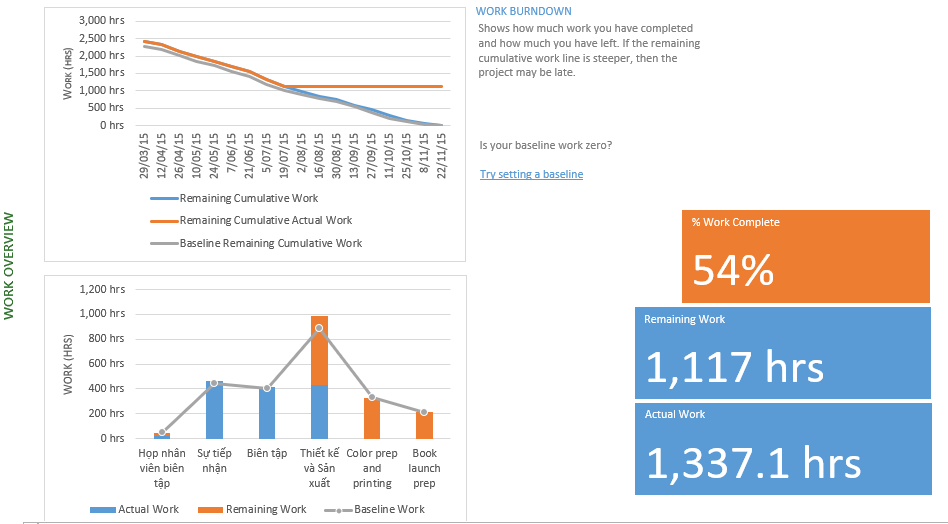 WORK OVERVIEW
3,000 hrs
2,500 hrs
2,000 hrs
1,500 hrs
1,000 hrs
500 hrs
0 hrs
WORK (HRS)
29/03/15
12/04/15
26/04/15
10/05/15
24/05/15
7/06/15
21/06/15
5/07/15
19/07/15
2/08/15
16/08/15
30/08/15
13/09/15
27/09/15
11/10/15
25/10/15
8/11/15
22/11/15
Remaining Cumulative Work
Remaining Cumulative Actual Work
Baseline Remaining Cumulative Work
WORK BURNDOWN
Shows how much work you have completed
and how much you have left. If the remaining
cumulative work line is steeper, then the
project may be late.
Is your baseline work zero?
Try setting a baseline
% Work Complete
54%
Remaining Work
1,117 hrs
Actual Work
1,337.1 hrs
1,200 hrs
1,000 hrs
800 hrs
600 hrs
400 hrs
200 hrs
0 hrs
WORK (HRS)
Họp nhân
viên biên
tập
Sự tiếp
nhận
Biên tập
Thiết kế
và Sản
xuất
Color prep
and
printing
Book
launch
prep
Actual Work
Remaining Work
Baseline Work